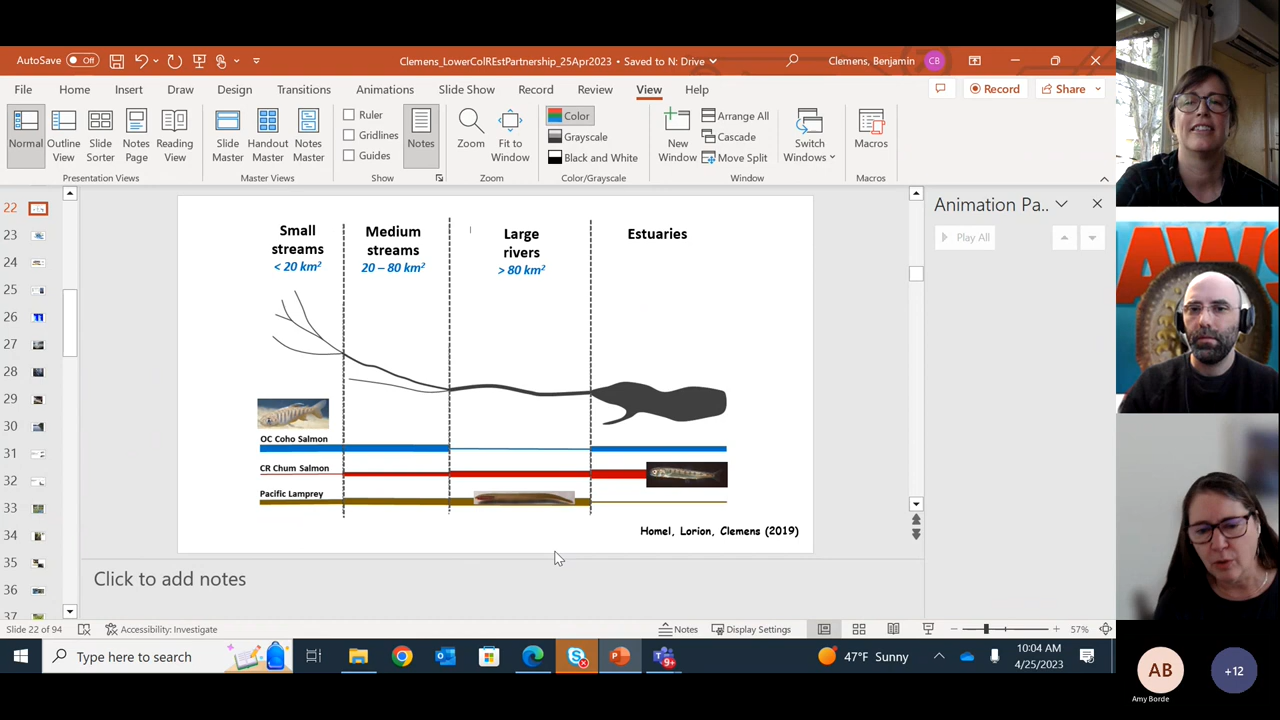 AutoSave Off
Clemens_LowerColREstPartnership_25Apr2023 • Saved to N: Drive
Clemens, Benjamin CB
File Home Insert Draw Design Transitions Animations Slide Show Record Review View Help
Record Share
Normal
Outline View
Slide Sorter
Notes Page
Reading View
Presentation Views
Slide Master
Handout Master
Notes Master
Master Views
Ruler
Gridlines
Guides
Show
Notes
Zoom
Fit to Window
Zoom
Color
Grayscale
Black and White
Color/Grayscale
New Window
Arrange All
Cascade
Move Split
Switch Windows
Window
Macros
Macros
22
23
24
25
26
27
28
29
30
31
32
33
34
35
36
37
Small streams
< 20 km²
Medium streams
20 – 80 km²
Large rivers
> 80 km²
Estuaries
OC Coho Salmon
CR Chum Salmon
Pacific Lamprey
Homel, Lorion, Clemens (2019)
Click to add notes
Animation Pa..
Play All
Slide 22 of 94
Accessibility: Investigate
Notes
Display Settings
57%
Type here to search
9+
47°F Sunny
10:04 AM
4/25/2023
AWS
AB
Amy Borde
+12